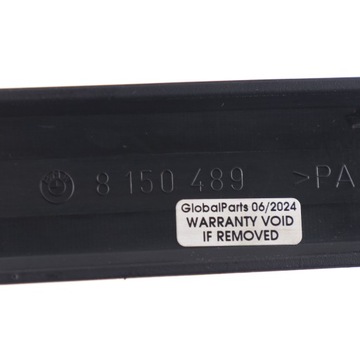 8 150 489 >PA
GlobalParts 06/2024
WARRANTY VOID
IF REMOVED